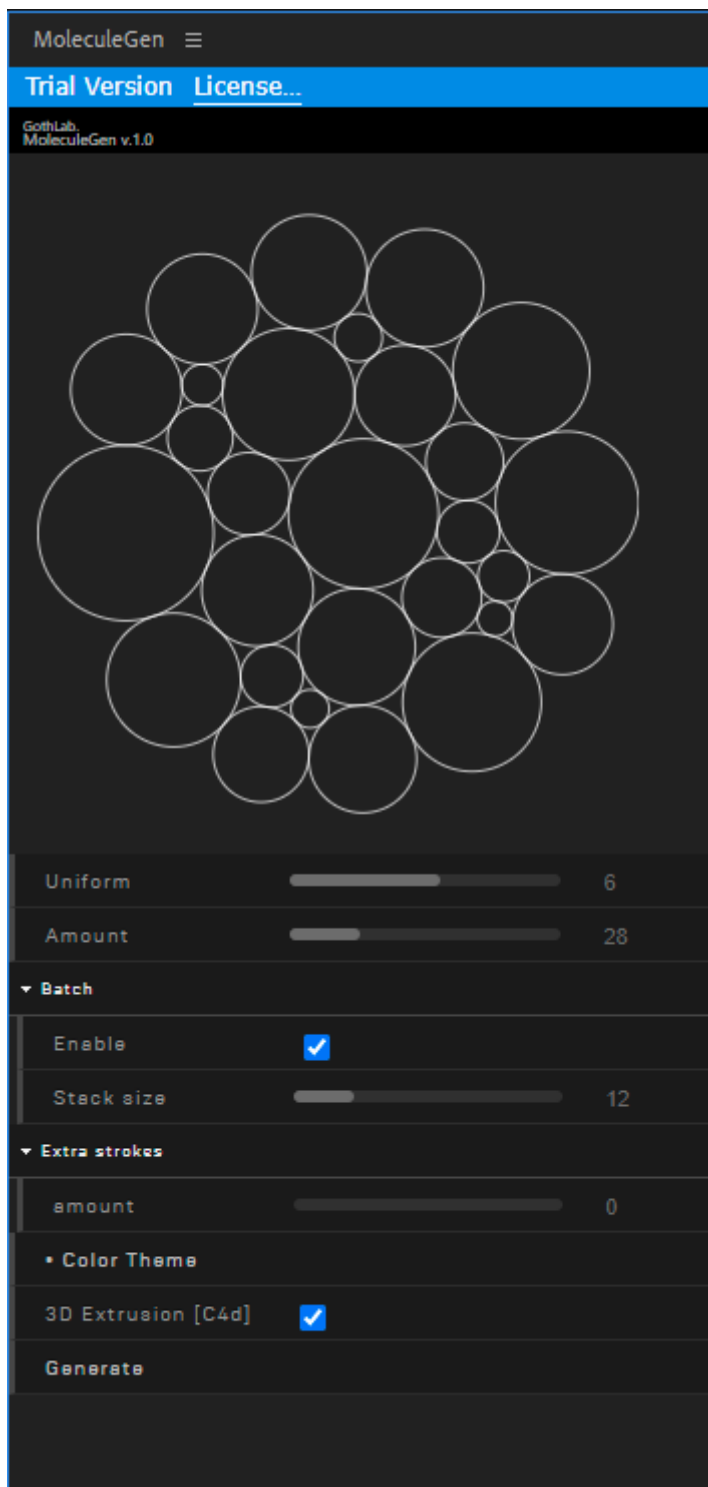 MoleculeGen
Trial Version License...
GothLab.
MoleculeGen v.1.0
Uniform 6
Amount 28
Batch
Enable
Stack size 12
Extra strokes
amount 0
• Color Theme
3D Extrusion [C4d]
Generate